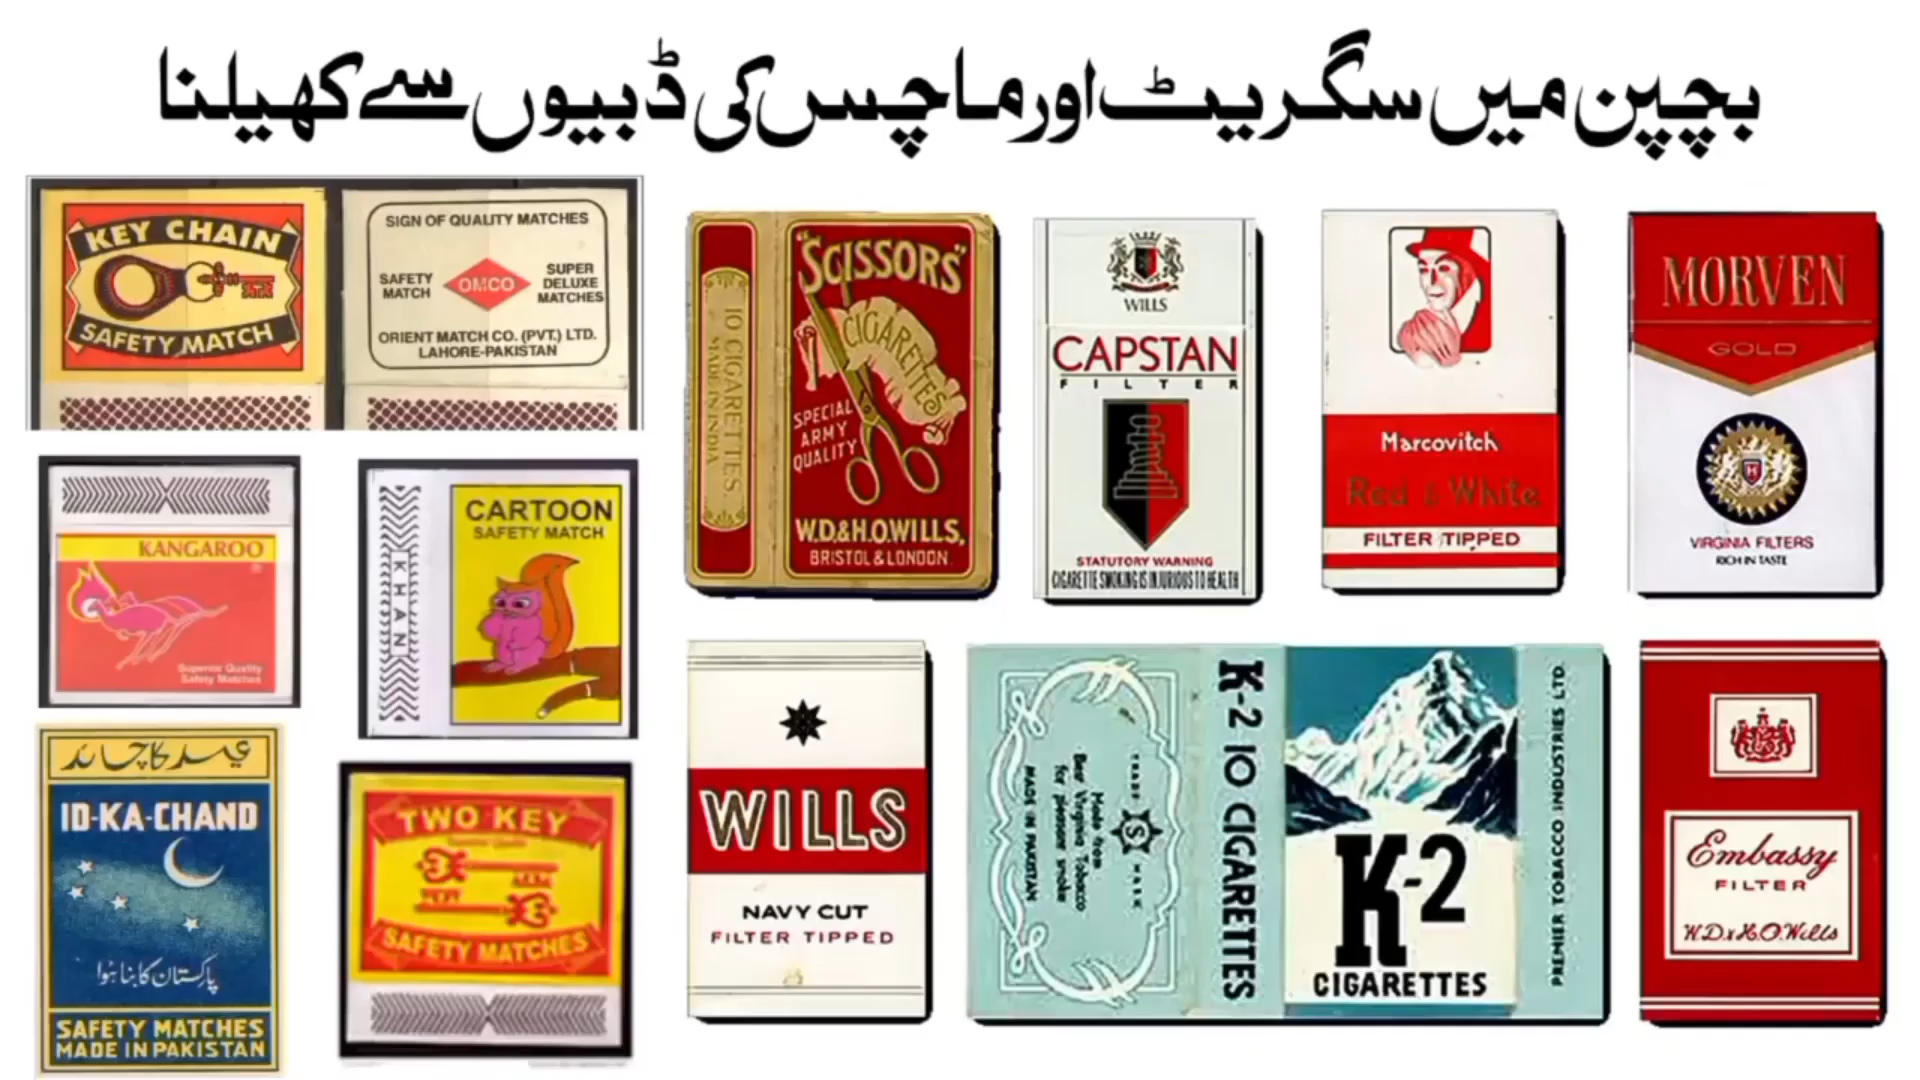 بچپن میں سگریٹ اور ماچس کی ڈبیوں سے کھیلنا
KEY CHAIN
SAFETY MATCH
SIGN OF QUALITY MATCHES
SAFETY MATCH
OMCO
SUPER DELUXE MATCHES
ORIENT MATCH CO. (PVT.) LTD.
LAHORE-PAKISTAN
KANGAROO
Superior Quality
Safety Matches
KHAN
CARTOON
SAFETY MATCH
عید کا چاند
ID-KA-CHAND
پاکستان کا بنا ہوا
SAFETY MATCHES
MADE IN PAKISTAN
TWO KEY
SAFETY MATCHES
10 CIGARETTES.
MADE IN INDIA
"SCISSORS"
CIGARETTES
SPECIAL
ARMY
QUALITY
W.D.&H.O.WILLS,
BRISTOL & LONDON.
WILLS
CAPSTAN
FILTER
STATUTORY WARNING
CIGARETTE SMOKING IS INJURIOUS TO HEALTH
Marcovitch
Red & White
FILTER TIPPED
MORVEN
GOLD
VIRGINIA FILTERS
RICH IN TASTE
WILLS
NAVY CUT
FILTER TIPPED
TRADE S MARK
Made from
Best Virginia Tobacco
for pleasure smoke
MADE IN PAKISTAN
K-2 10 CIGARETTES
K-2
CIGARETTES
PREMIER TOBACCO INDUSTRIES LTD.
Embassy
FILTER
W.D. & H.O. Wills